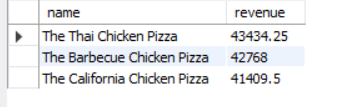 name revenue
The Thai Chicken Pizza 43434.25
The Barbecue Chicken Pizza 42768
The California Chicken Pizza 41409.5